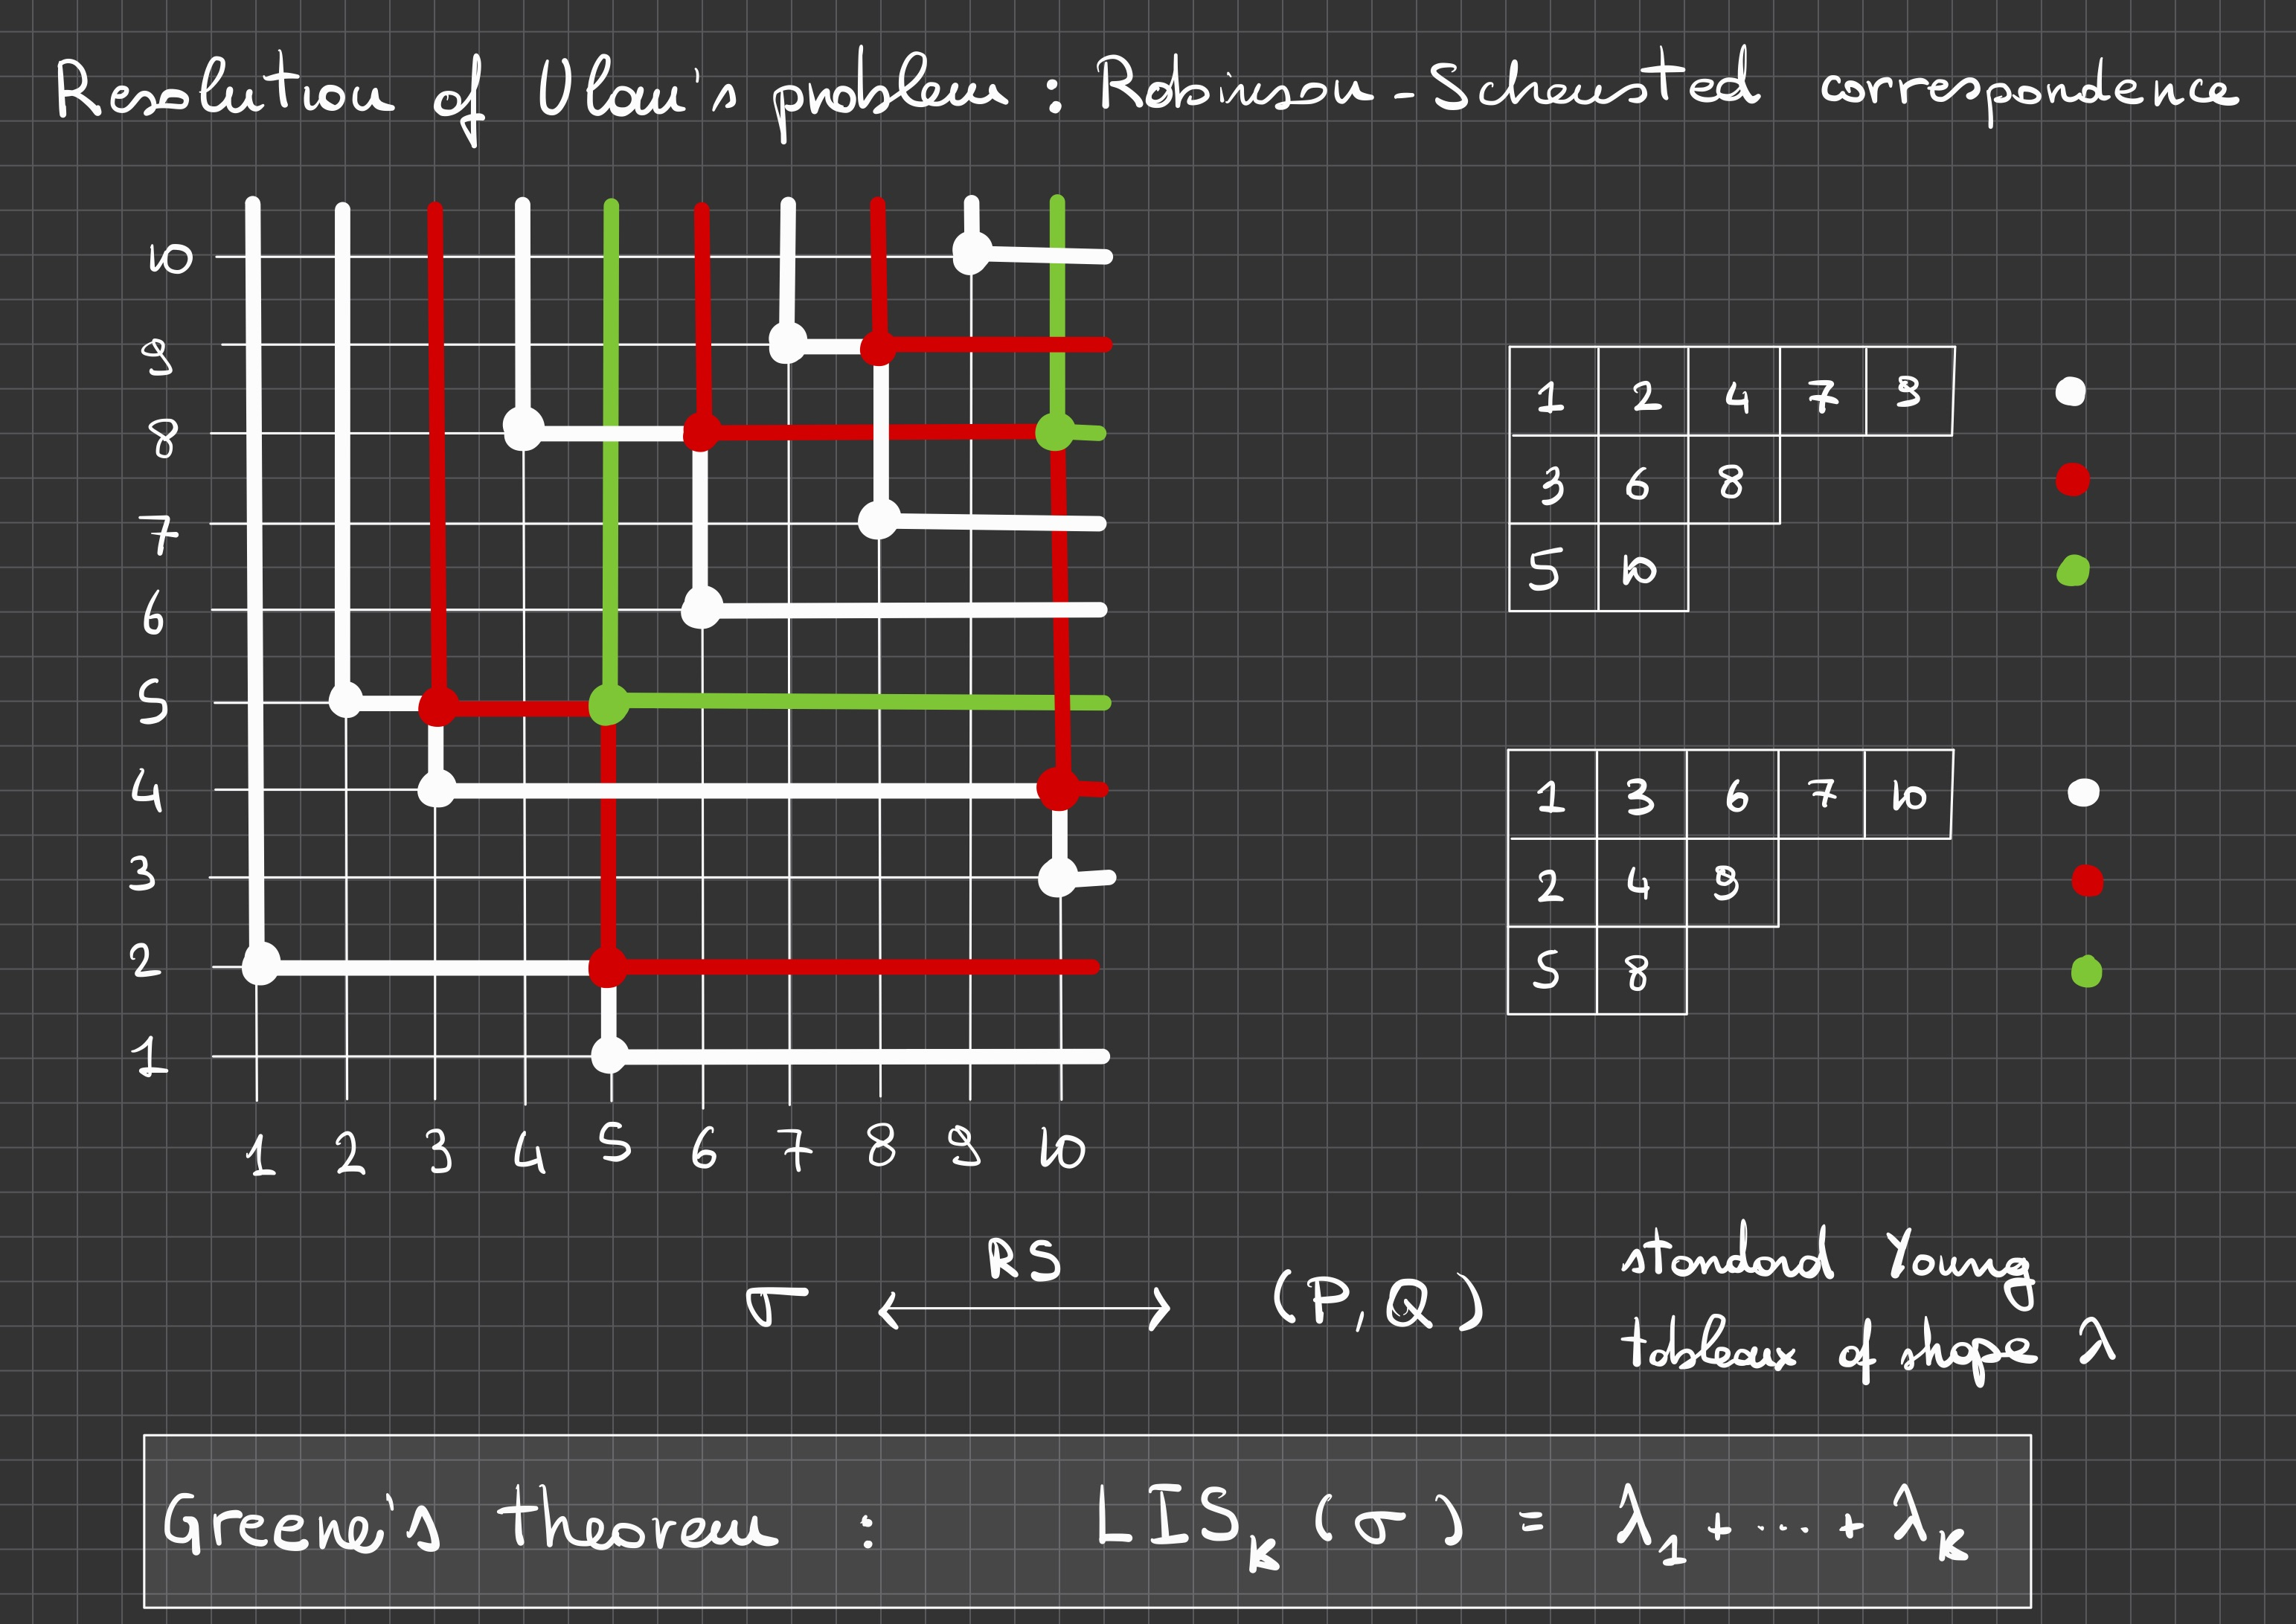 Resolution of Ulam's problem : Robinson-Schensted correspondence
10
9
8
7
6
5
4
3
2
1
1 2 3 4 5 6 7 8 9 10
1 2 4 7 9
3 6 8
5 10
1 3 6 7 10
2 4 9
5 8
RS
σ ⟷ (P, Q)
standard Young
tableaux of shape λ
Greene's theorem : LIS_k (σ) = λ_1 + ... + λ_k